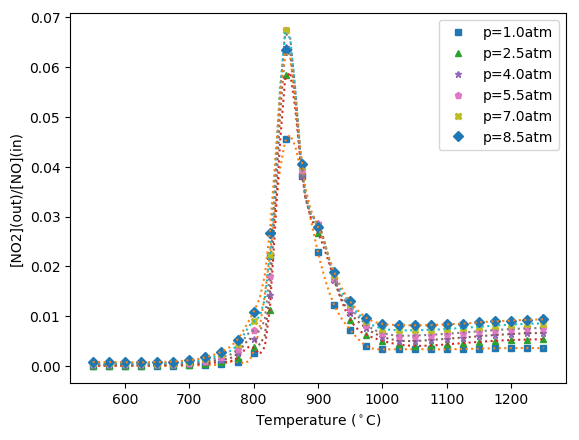 0.07
0.06
0.05
0.04
0.03
0.02
0.01
0.00
[NO2](out)/[NO](in)
600
700
800
900
1000
1100
1200
Temperature (°C)
p=1.0atm
p=2.5atm
p=4.0atm
p=5.5atm
p=7.0atm
p=8.5atm